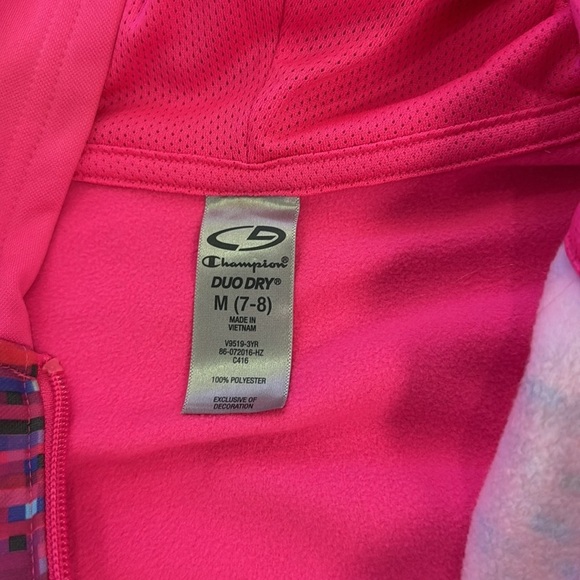 Champion®
DUO DRY®
M (7-8)
MADE IN
VIETNAM
V9519-3YR
86-072016-HZ
C416
100% POLYESTER
EXCLUSIVE OF
DECORATION